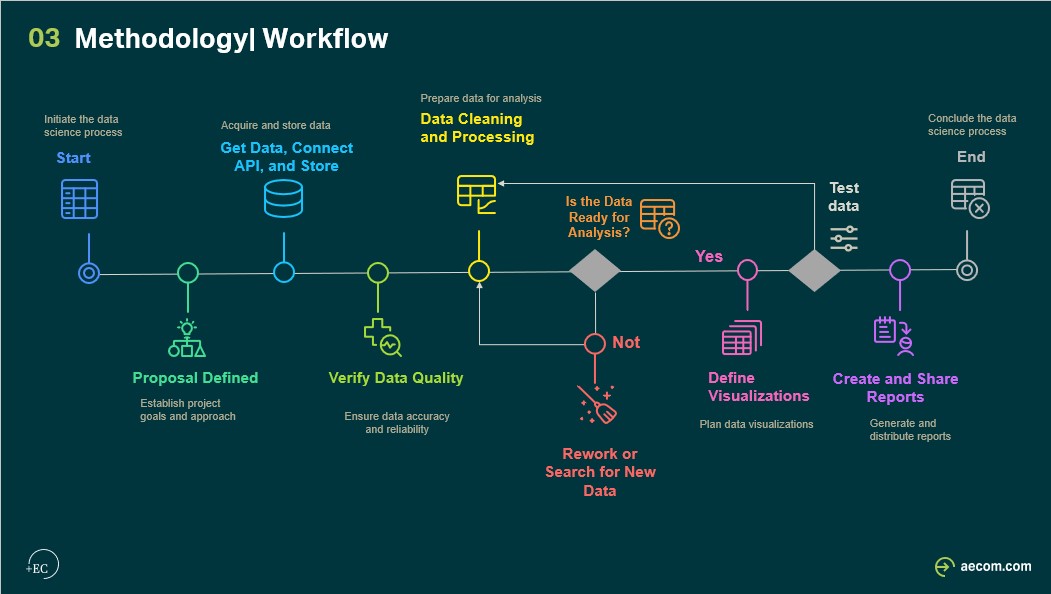 03 Methodology| Workflow
Initiate the data
science process
Start
Acquire and store data
Get Data, Connect
API, and Store
Prepare data for analysis
Data Cleaning
and Processing
Is the Data
Ready for
Analysis?
?
Yes
Test
data
Conclude the data
science process
End
Not
Proposal Defined
Establish project
goals and approach
Verify Data Quality
Ensure data accuracy
and reliability
Rework or
Search for New
Data
Define
Visualizations
Plan data visualizations
Create and Share
Reports
Generate and
distribute reports
+EC
aecom.com